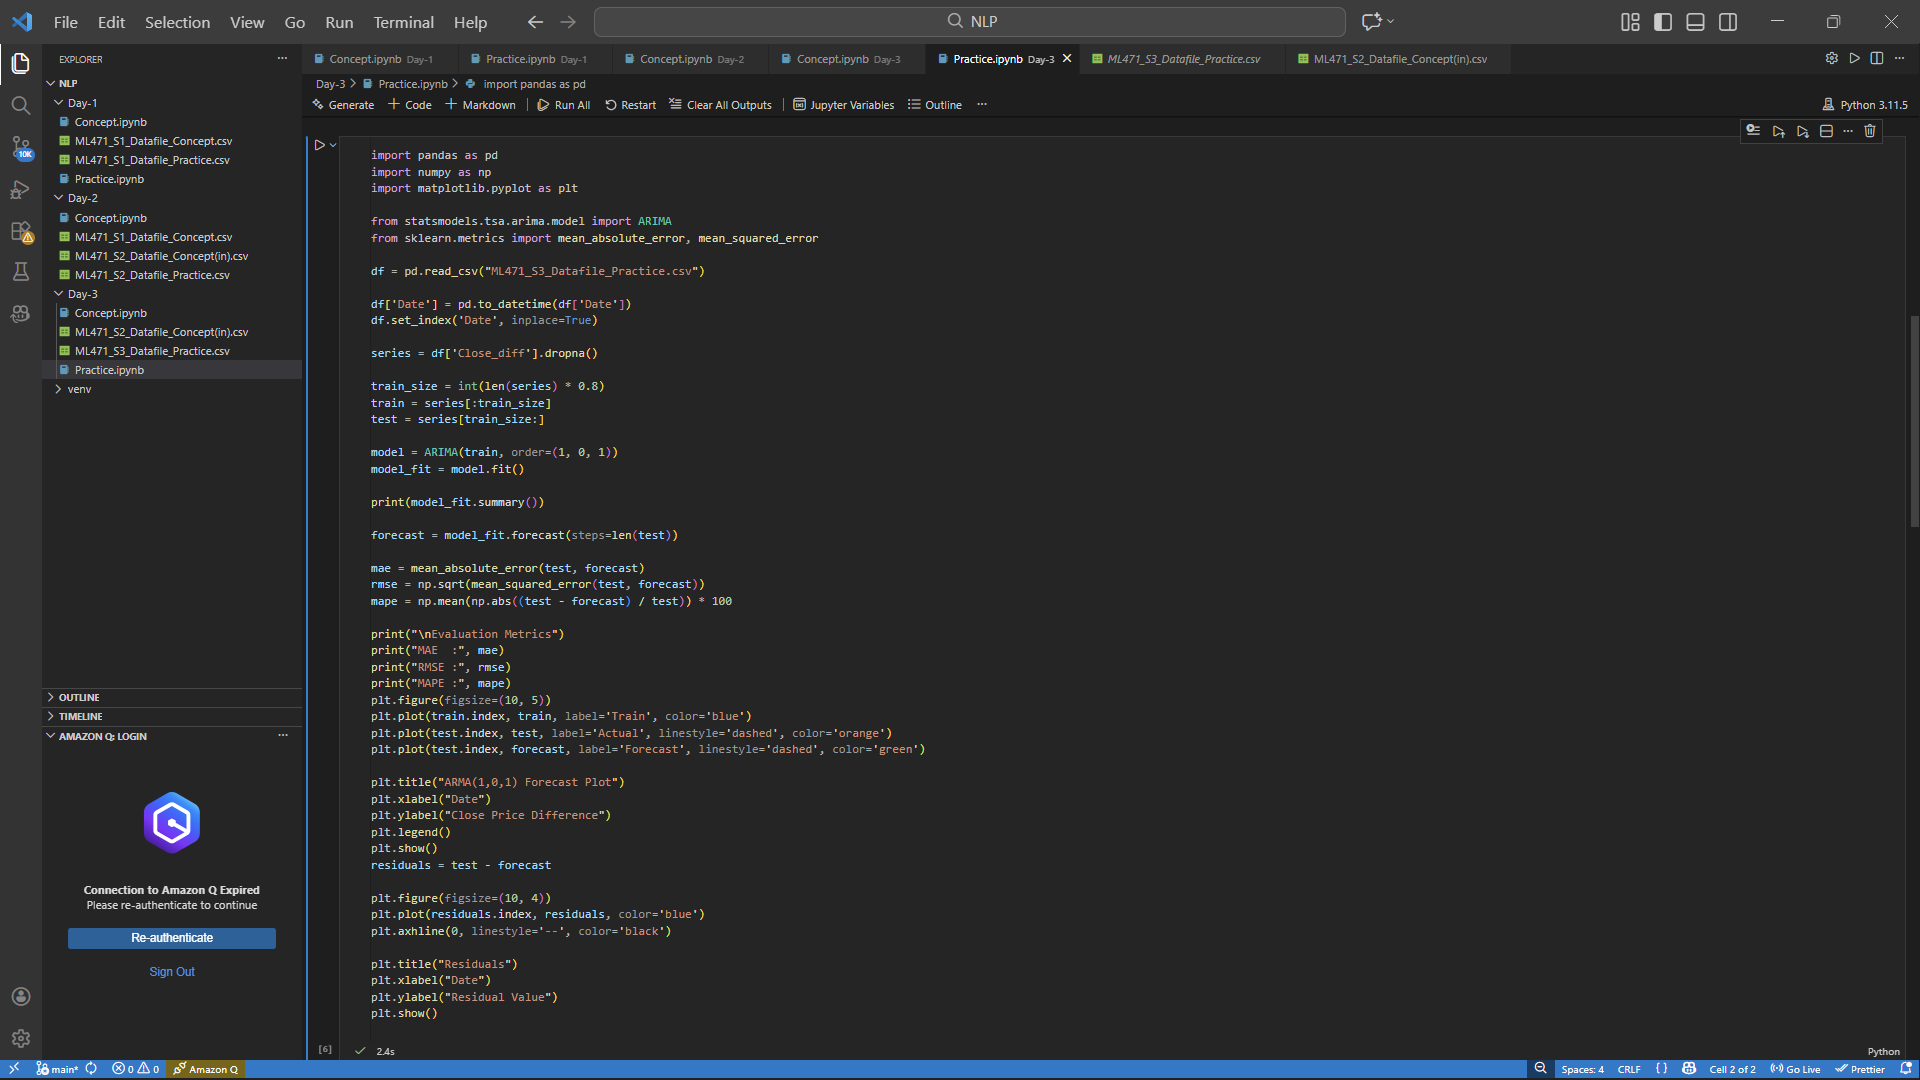 File Edit Selection View Go Run Terminal Help
NLP
EXPLORER
NLP
Day-1
Concept.ipynb
ML471_S1_Datafile_Concept.csv
ML471_S1_Datafile_Practice.csv
Practice.ipynb
Day-2
Concept.ipynb
ML471_S1_Datafile_Concept.csv
ML471_S2_Datafile_Concept(in).csv
ML471_S2_Datafile_Practice.csv
Day-3
Concept.ipynb
ML471_S2_Datafile_Concept(in).csv
ML471_S3_Datafile_Practice.csv
Practice.ipynb
venv
10K
OUTLINE
TIMELINE
AMAZON Q: LOGIN
Connection to Amazon Q Expired
Please re-authenticate to continue
Re-authenticate
Sign Out
Concept.ipynb Day-1 Practice.ipynb Day-1 Concept.ipynb Day-2 Concept.ipynb Day-3 Practice.ipynb Day-3 ML471_S3_Datafile_Practice.csv ML471_S2_Datafile_Concept(in).csv
Day-3 > Practice.ipynb > import pandas as pd
Generate + Code + Markdown Run All Restart Clear All Outputs Jupyter Variables Outline ... Python 3.11.5
import pandas as pd
import numpy as np
import matplotlib.pyplot as plt
from statsmodels.tsa.arima.model import ARIMA
from sklearn.metrics import mean_absolute_error, mean_squared_error
df = pd.read_csv("ML471_S3_Datafile_Practice.csv")
df['Date'] = pd.to_datetime(df['Date'])
df.set_index('Date', inplace=True)
series = df['Close_diff'].dropna()
train_size = int(len(series) * 0.8)
train = series[:train_size]
test = series[train_size:]
model = ARIMA(train, order=(1, 0, 1))
model_fit = model.fit()
print(model_fit.summary())
forecast = model_fit.forecast(steps=len(test))
mae = mean_absolute_error(test, forecast)
rmse = np.sqrt(mean_squared_error(test, forecast))
mape = np.mean(np.abs((test - forecast) / test)) * 100
print("\nEvaluation Metrics")
print("MAE  :", mae)
print("RMSE :", rmse)
print("MAPE :", mape)
plt.figure(figsize=(10, 5))
plt.plot(train.index, train, label='Train', color='blue')
plt.plot(test.index, test, label='Actual', linestyle='dashed', color='orange')
plt.plot(test.index, forecast, label='Forecast', linestyle='dashed', color='green')
plt.title("ARMA(1,0,1) Forecast Plot")
plt.xlabel("Date")
plt.ylabel("Close Price Difference")
plt.legend()
plt.show()
residuals = test - forecast
plt.figure(figsize=(10, 4))
plt.plot(residuals.index, residuals, color='blue')
plt.axhline(0, linestyle='--', color='black')
plt.title("Residuals")
plt.xlabel("Date")
plt.ylabel("Residual Value")
plt.show()
[6] 2.4s Python
main* 0 0 Amazon Q Spaces: 4 CRLF { } Cell 2 of 2 Go Live Prettier